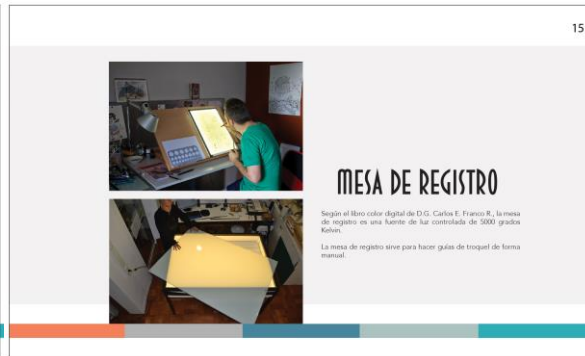 15
MESA DE REGISTRO
Según el libro color digital de D.G. Carlos E. Franco R., la mesa
de registro es una fuente de luz controlada de 5000 grados
Kelvin.
La mesa de registro sirve para hacer guías de troquel de forma
manual.